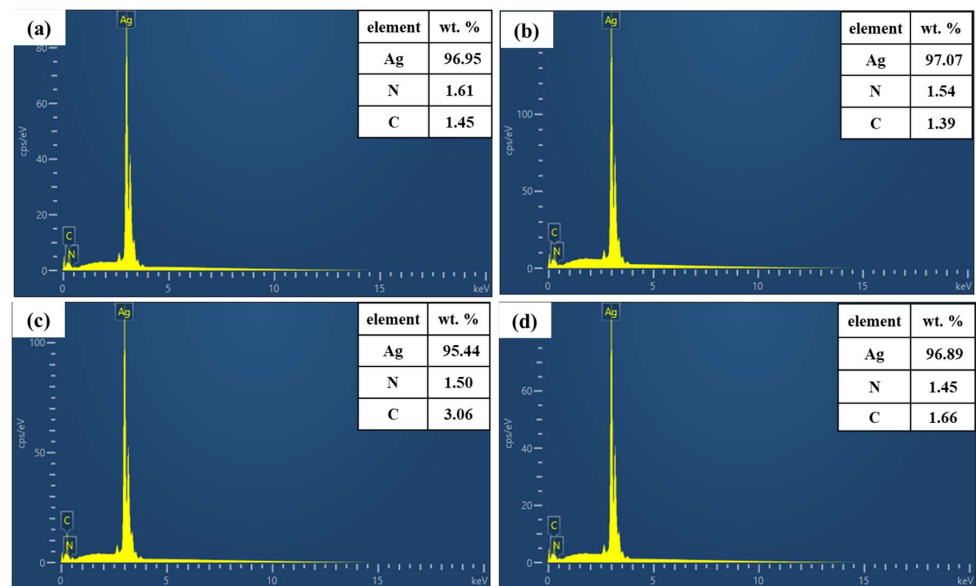 (a)
Ag
element wt. %
Ag 96.95
N 1.61
C 1.45
80
60
40
20
0
cps/eV
C
N
0 5 10 15 keV
(b)
Ag
element wt. %
Ag 97.07
N 1.54
C 1.39
100
50
0
cps/eV
C
N
0 5 10 15 keV
(c)
Ag
element wt. %
Ag 95.44
N 1.50
C 3.06
100
50
0
cps/eV
C
N
0 5 10 15 keV
(d)
Ag
element wt. %
Ag 96.89
N 1.45
C 1.66
60
40
20
0
cps/eV
C
N
0 5 10 15 keV